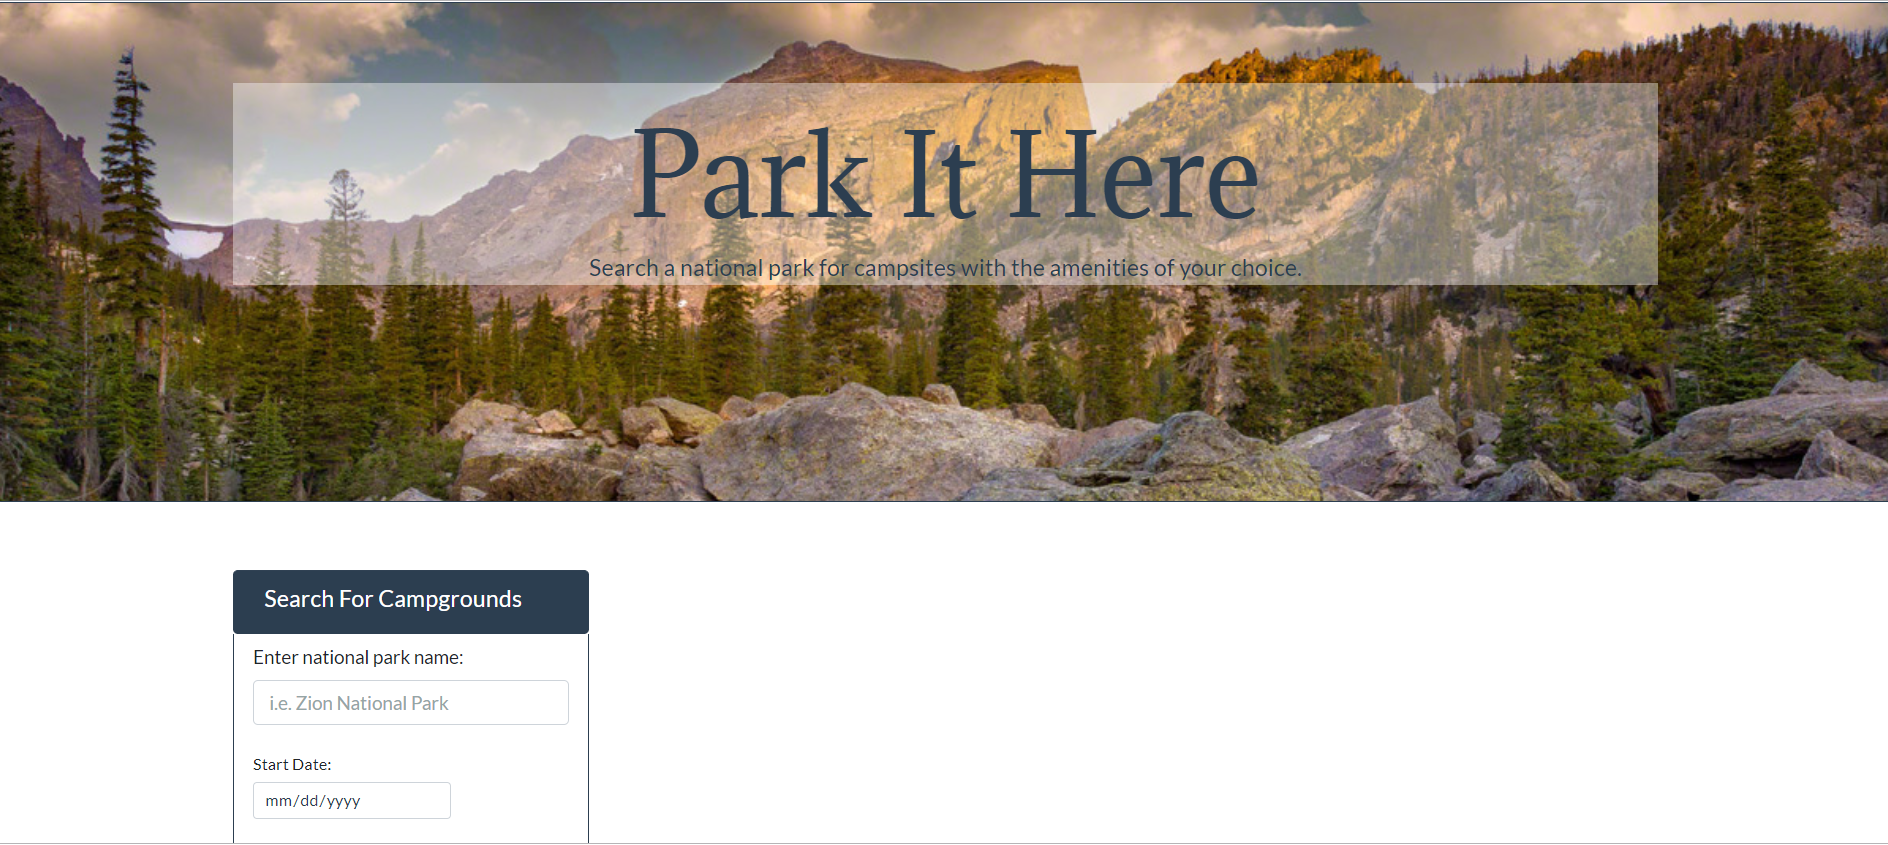 Park It Here
Search a national park for campsites with the amenities of your choice.
Search For Campgrounds
Enter national park name:
i.e. Zion National Park
Start Date:
mm/dd/yyyy